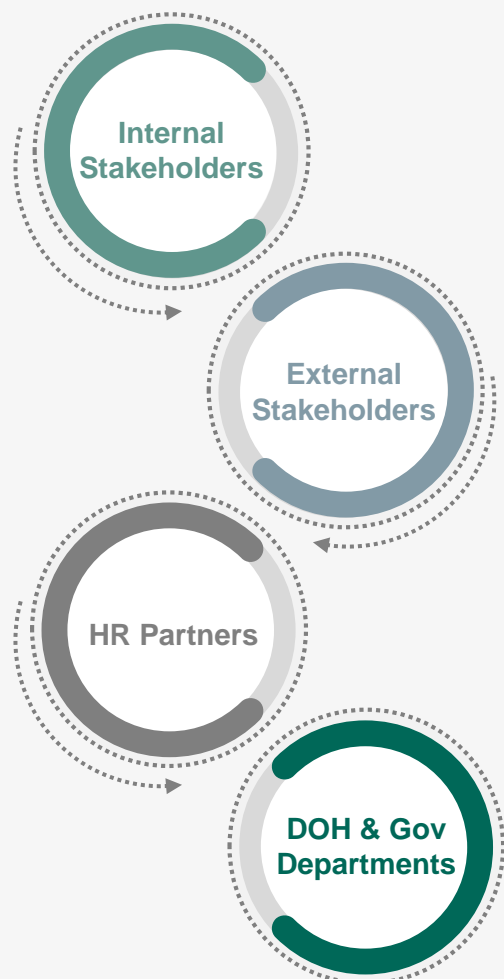 Internal
Stakeholders
External
Stakeholders
HR Partners
DOH & Gov
Departments